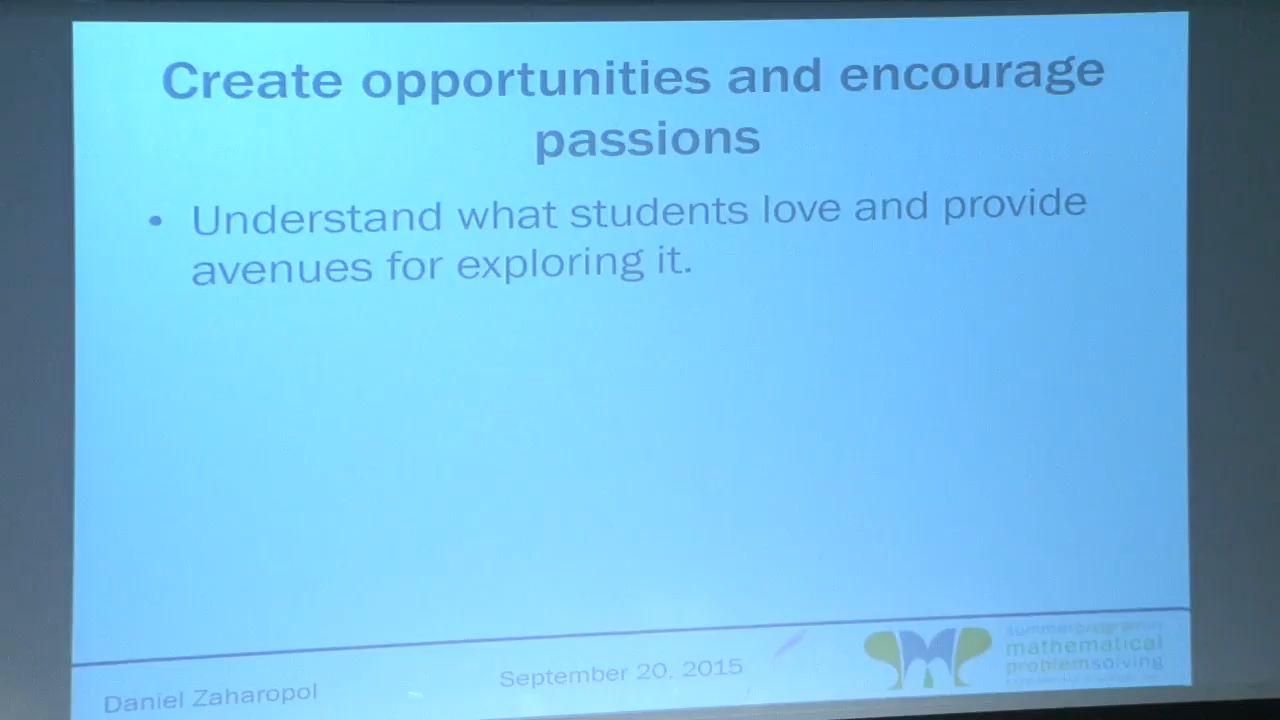 Create opportunities and encourage
passions
• Understand what students love and provide
avenues for exploring it.
Daniel Zaharopol
September 20, 2015
summerprogramin
mathematical
problemsolving